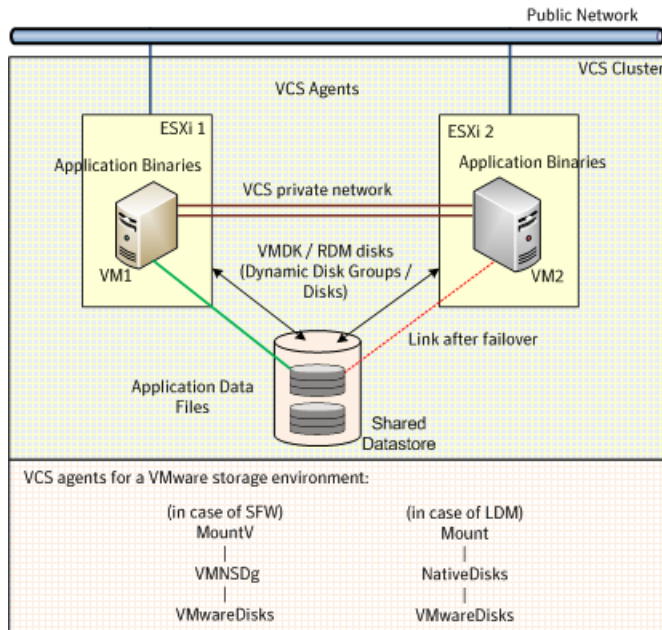 Public Network
VCS Cluster
VCS Agents
ESXi 1
ESXi 2
Application Binaries
Application Binaries
VCS private network
VMDK / RDM disks
(Dynamic Disk Groups /
Disks)
VM1
VM2
Link after failover
Application Data
Files
Shared
Datastore
VCS agents for a VMware storage environment:
(in case of SFW)
MountV
|
VMNSDg
|
VMwareDisks
(in case of LDM)
Mount
|
NativeDisks
|
VMwareDisks